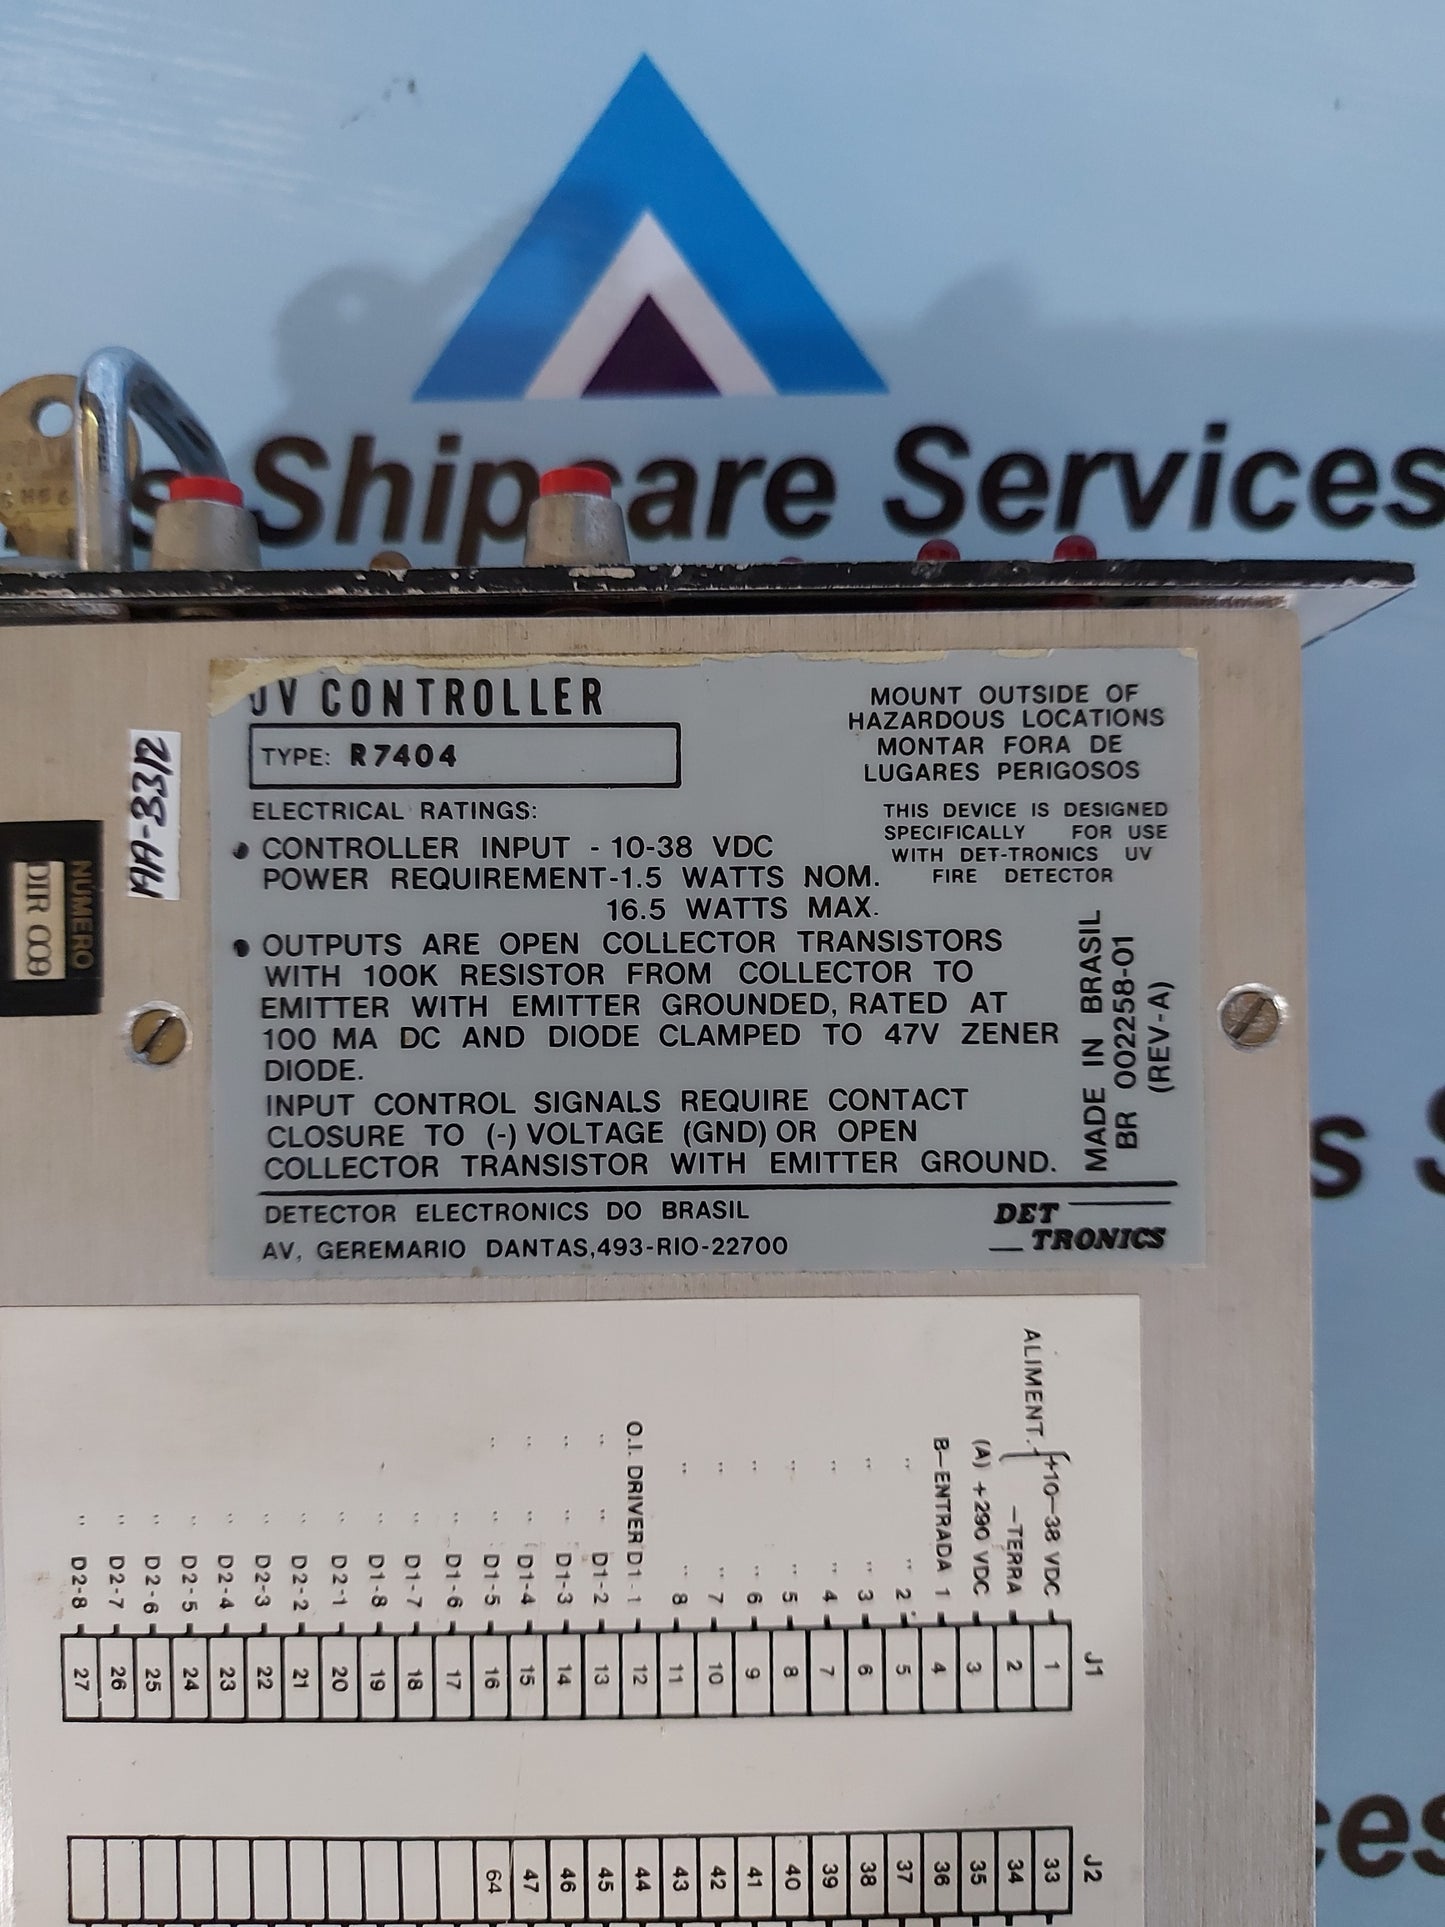 Shipcare Services
UV CONTROLLER
TYPE: R7404
MOUNT OUTSIDE OF
HAZARDOUS LOCATIONS
MONTAR FORA DE
LUGARES PERIGOSOS
ELECTRICAL RATINGS:
• CONTROLLER INPUT - 10-38 VDC
POWER REQUIREMENT-1.5 WATTS NOM.
16.5 WATTS MAX.
THIS DEVICE IS DESIGNED
SPECIFICALLY FOR USE
WITH DET-TRONICS UV
FIRE DETECTOR
• OUTPUTS ARE OPEN COLLECTOR TRANSISTORS
WITH 100K RESISTOR FROM COLLECTOR TO
EMITTER WITH EMITTER GROUNDED, RATED AT
100 MA DC AND DIODE CLAMPED TO 47V ZENER
DIODE.
INPUT CONTROL SIGNALS REQUIRE CONTACT
CLOSURE TO (-) VOLTAGE (GND) OR OPEN
COLLECTOR TRANSISTOR WITH EMITTER GROUND.
MADE IN BRASIL
BR 002258-01
(REV-A)
DETECTOR ELECTRONICS DO BRASIL
AV. GEREMARIO DANTAS,493-RIO-22700
DET
TRONICS
AA-3312
NUMERO
DIR 009
J1
ALIMENT.
+10-38 VDC 1
-TERRA 2
(A) +290 VDC 3
B-ENTRADA 1 4
" " 2 5
" 3 6
" " 4 7
" " 5 8
" " 6 9
" " 7 10
" " 8 11
O.I. DRIVER D1-1 12
" " D1-2 13
" " D1-3 14
" " D1-4 15
" " D1-5 16
" D1-6 17
" D1-7 18
" D1-8 19
" D2-1 20
" D2-2 21
" D2-3 22
" D2-4 23
" D2-5 24
" D2-6 25
" D2-7 26
" D2-8 27
J2
33
34
35
36
37
38
39
40
41
42
43
44
45
46
47
64